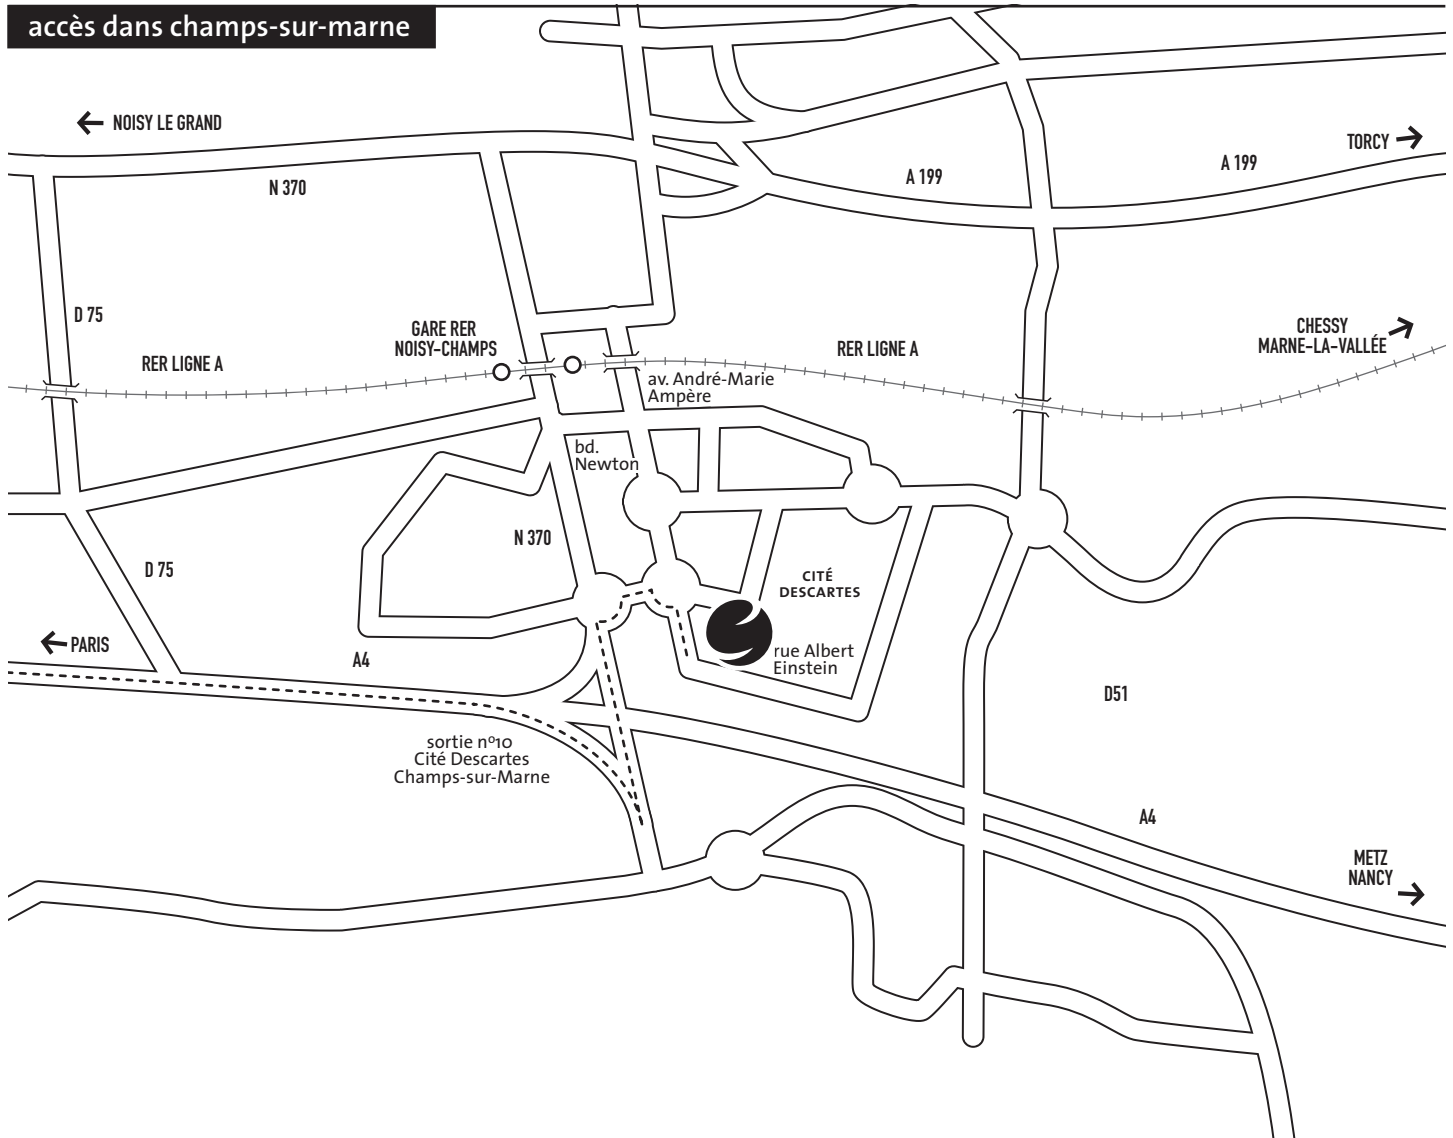 accès dans champs-sur-marne
NOISY LE GRAND
TORCY
A 199
A 199
N 370
D 75
GARE RER
NOISY-CHAMPS
CHESSY
MARNE-LA-VALLÉE
RER LIGNE A
RER LIGNE A
av. André-Marie
Ampère
bd.
Newton
N 370
D 75
CITÉ
DESCARTES
PARIS
A4
rue Albert
Einstein
D51
sortie nº10
Cité Descartes
Champs-sur-Marne
A4
METZ
NANCY